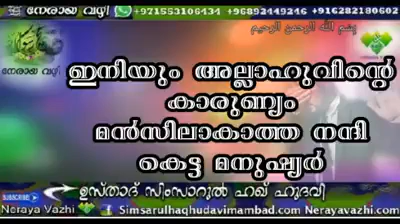 നേരായ വഴി +971553106434 +96892449246 +916282180602
بسم الله الرحمن الرحيم
നേരായ വഴി
ഇനിയും അല്ലാഹുവിന്റെ
കാരുണ്യം
മൻസിലാകാത്ത നന്ദി
കെട്ട മനുഷ്യർ
ഉസ്താദ് സിംസാറുൽ ഹഖ് ഹുദവി
SUBSCRIBE
Neraya Vazhi Simsarulhaqhudavimambad.com Nerayavazhi.com